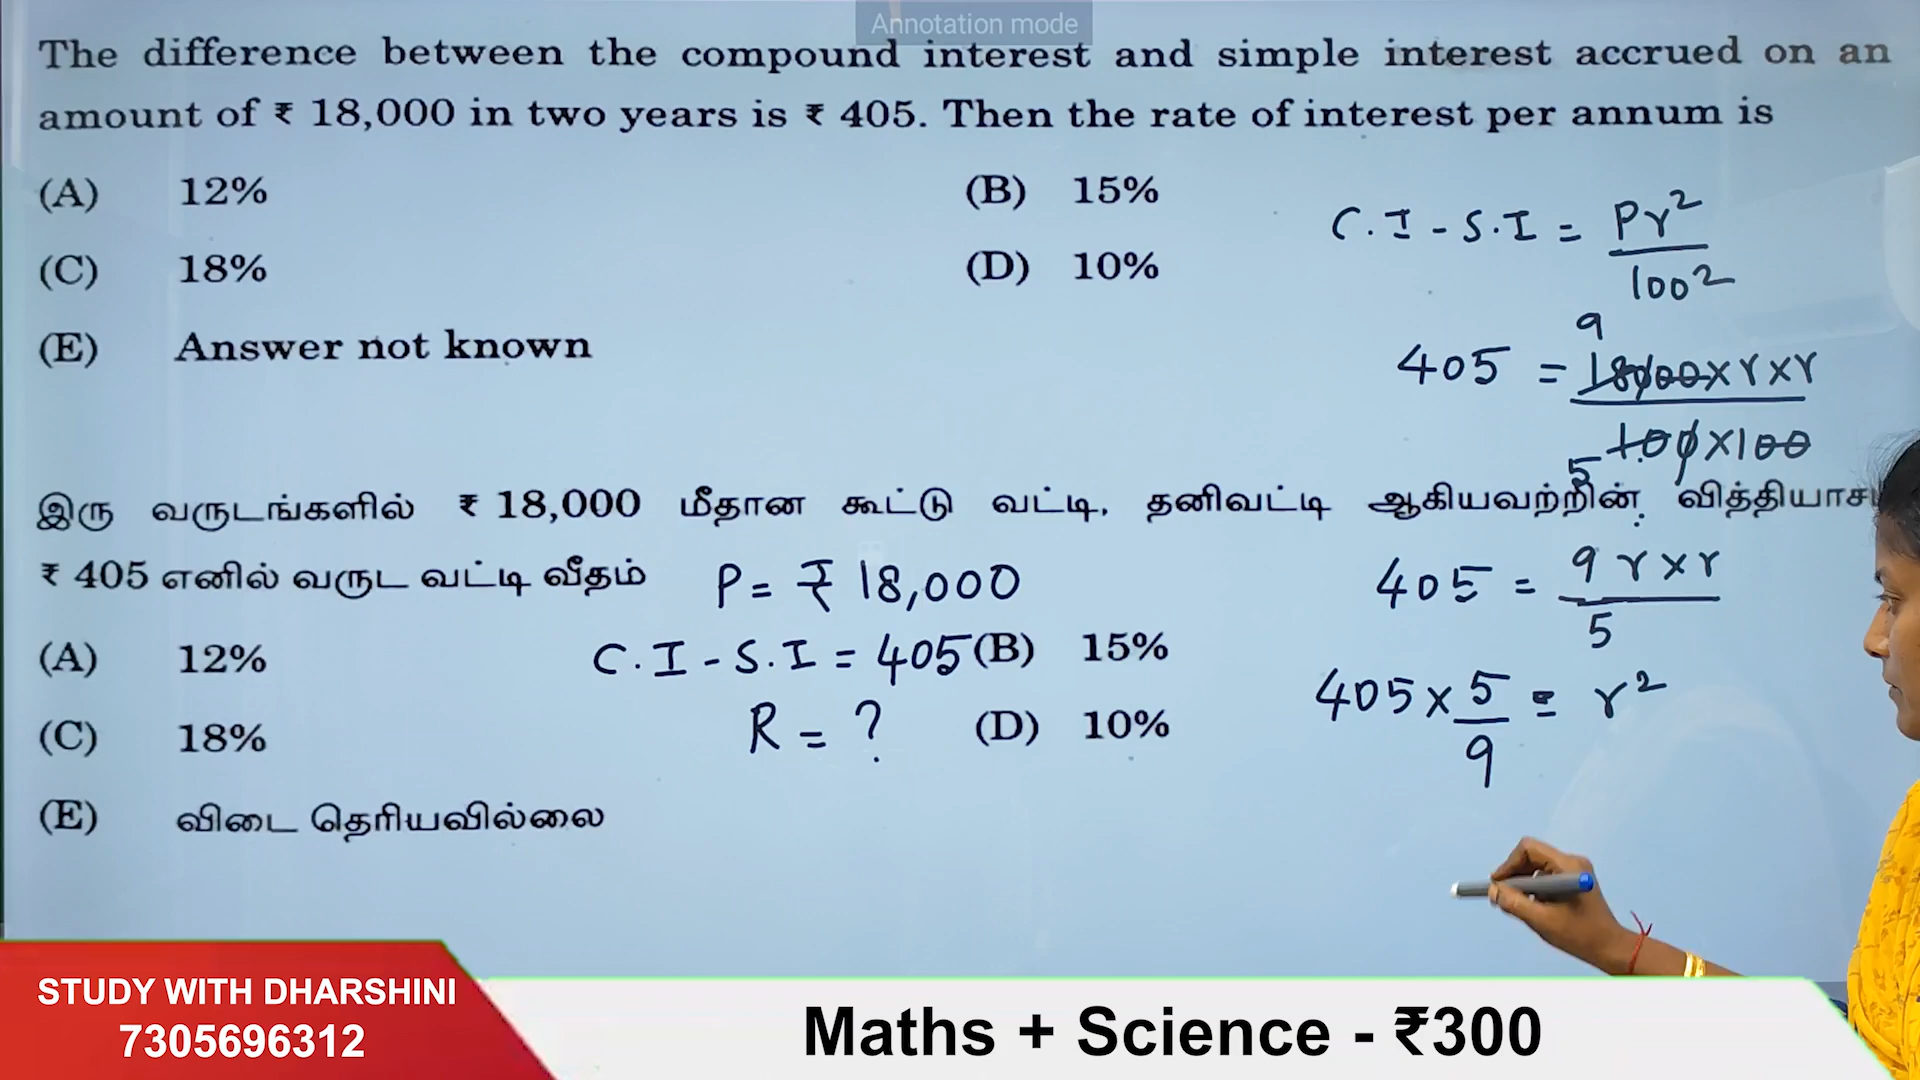 Annotation mode
The difference between the compound interest and simple interest accrued on an
amount of ₹ 18,000 in two years is ₹ 405. Then the rate of interest per annum is
(A) 12% (B) 15%
(C) 18% (D) 10%
(E) Answer not known
C.I - S.I = Pr²/100²
9
405 = 18000×r×r/100×100
5
இரு வருடங்களில் ₹ 18,000 மீதான கூட்டு வட்டி, தனிவட்டி ஆகியவற்றின்
₹ 405 எனில் வருட வட்டி வீதம்
P = ₹ 18,000
405 = 9 r×r/5
(A) 12% (B) 15%
C.I - S.I = 405
405 × 5/9 = r²
(C) 18% (D) 10%
R = ?
(E) விடை தெரியவில்லை
STUDY WITH DHARSHINI
7305696312
Maths + Science - ₹300